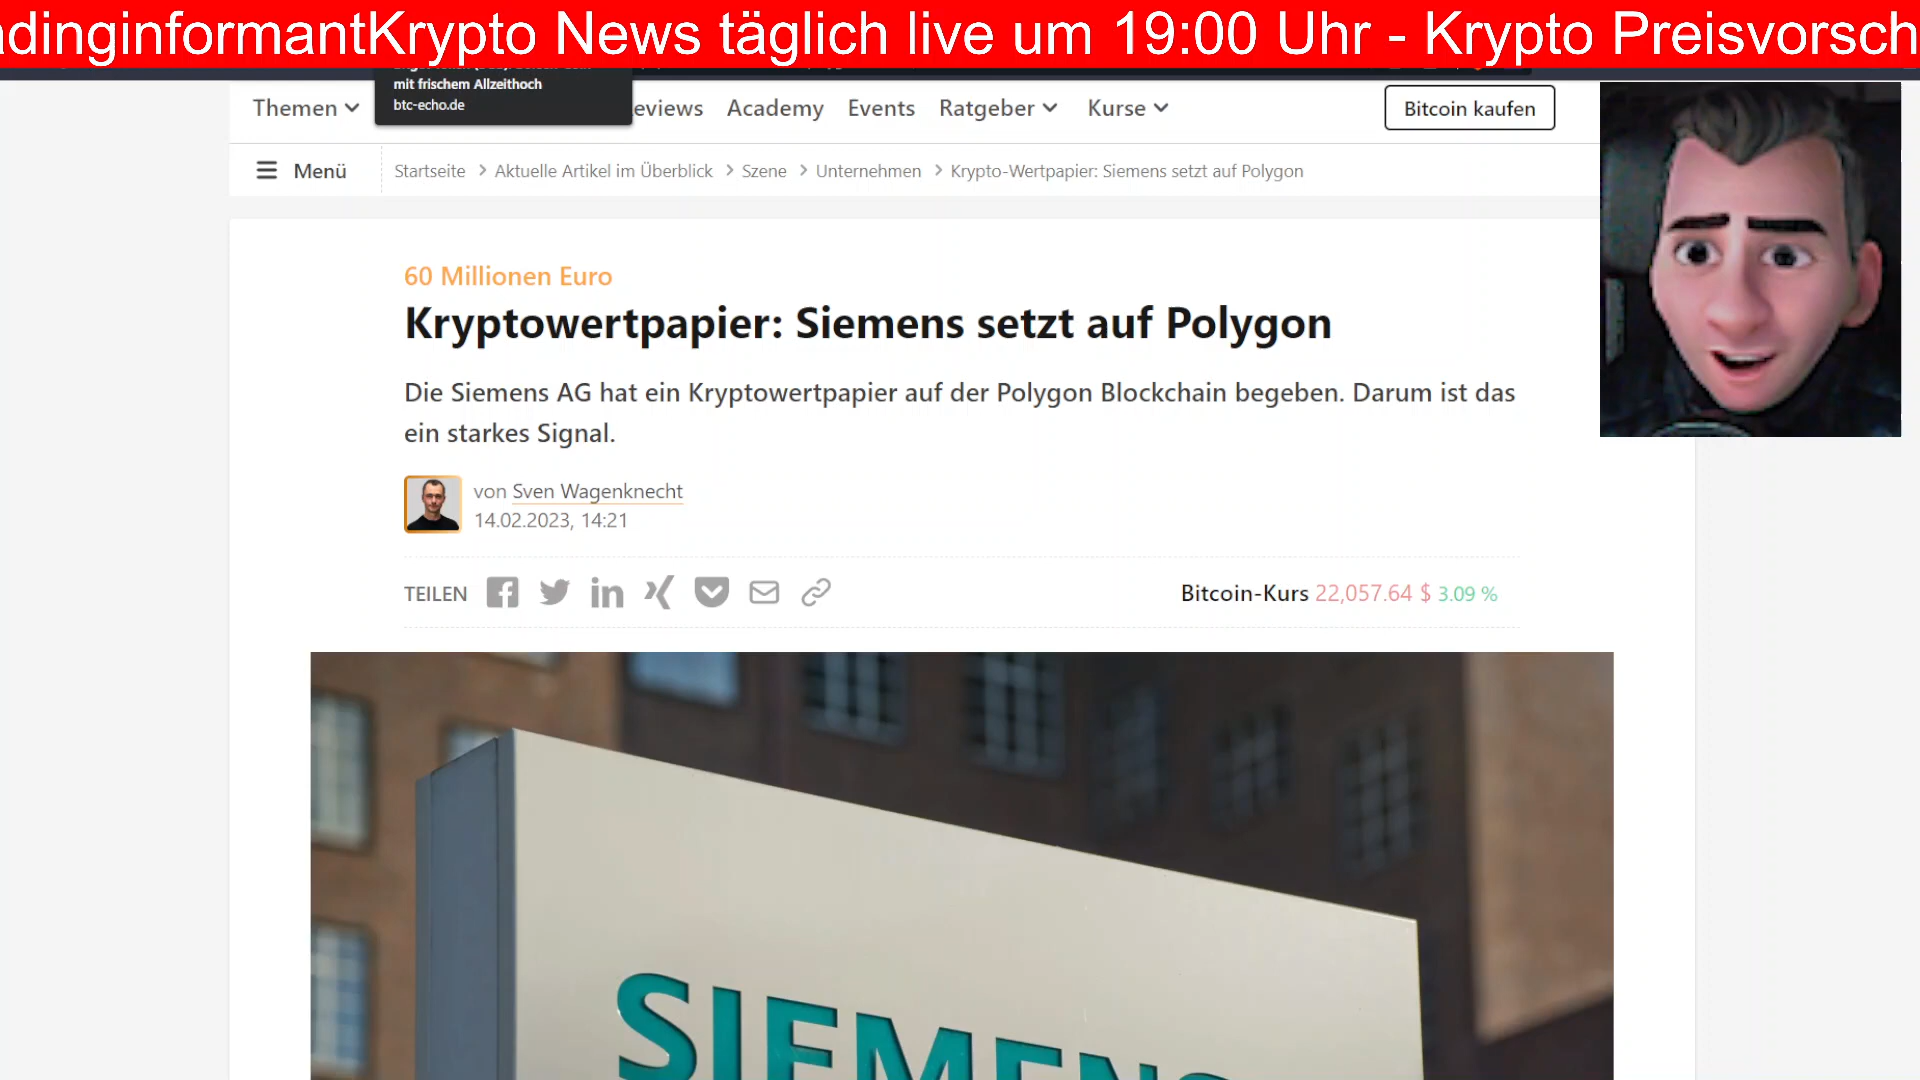 dinginformantKrypto News täglich live um 19:00 Uhr - Krypto Preisvorsch
mit frischem Allzeithoch
btc-echo.de
Themen
eviews
Academy
Events
Ratgeber
Kurse
Bitcoin kaufen
Menü
Startseite > Aktuelle Artikel im Überblick > Szene > Unternehmen > Krypto-Wertpapier: Siemens setzt auf Polygon
60 Millionen Euro
Kryptowertpapier: Siemens setzt auf Polygon
Die Siemens AG hat ein Kryptowertpapier auf der Polygon Blockchain begeben. Darum ist das
ein starkes Signal.
von Sven Wagenknecht
14.02.2023, 14:21
TEILEN
Bitcoin-Kurs 22,057.64 $ 3.09 %
SIEMENS